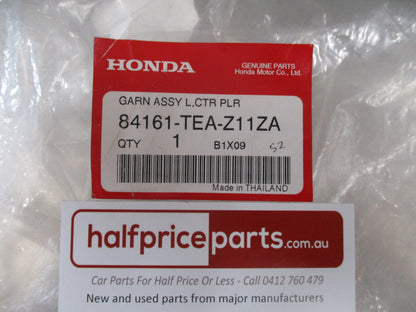 HONDA
GENUINE PARTS
Honda Motor Co., Ltd.
GARN ASSY L,CTR PLR
84161-TEA-Z11ZA
QTY 1 B1X09 S2
Made in THAILAND
halfpriceparts.com.au
Car Parts For Half Price Or Less - Call 0412 760 479
New and used parts from major manufacturers